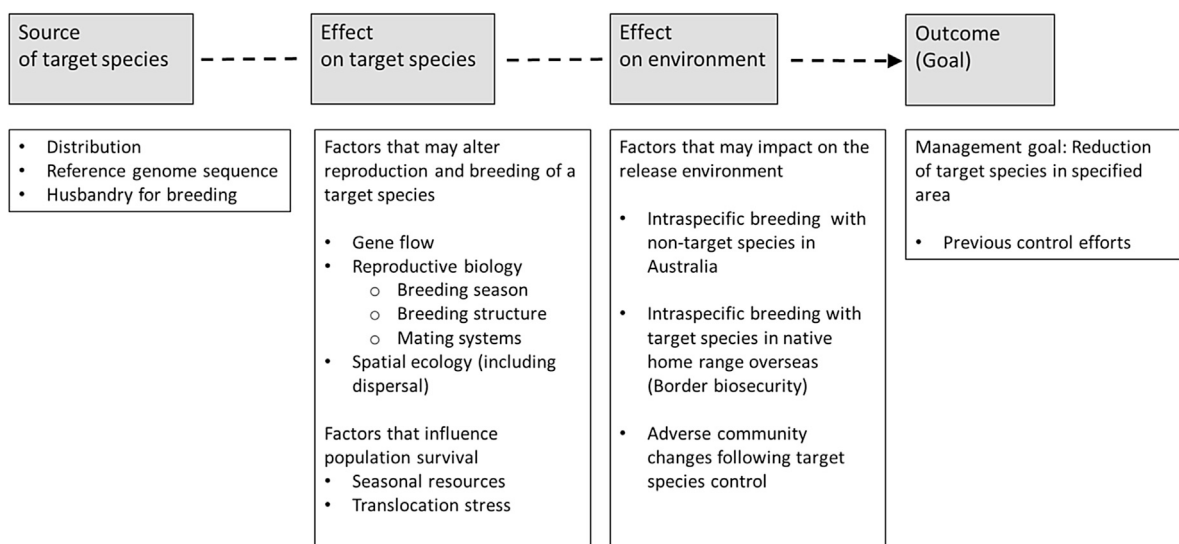 Source
of target species
Effect
on target species
Effect
on environment
Outcome
(Goal)
• Distribution
• Reference genome sequence
• Husbandry for breeding
Factors that may alter
reproduction and breeding of a
target species
• Gene flow
• Reproductive biology
o Breeding season
o Breeding structure
o Mating systems
• Spatial ecology (including
dispersal)
Factors that influence
population survival
• Seasonal resources
• Translocation stress
Factors that may impact on the
release environment
• Intraspecific breeding with
non-target species in
Australia
• Intraspecific breeding with
target species in native
home range overseas
(Border biosecurity)
• Adverse community
changes following target
species control
Management goal: Reduction
of target species in specified
area
• Previous control efforts